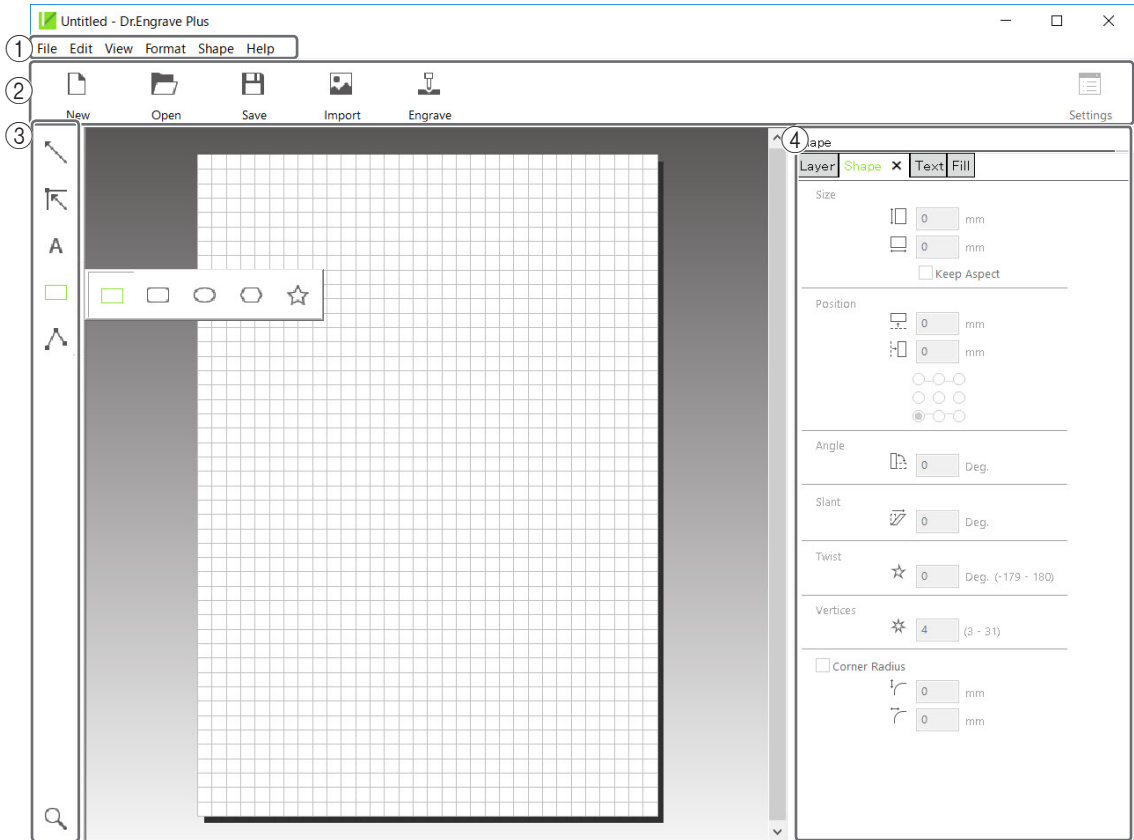 Untitled - Dr.Engrave Plus
① File Edit View Format Shape Help
②
New Open Save Import Engrave Settings
③
A
④ hape
Layer Shape × Text Fill
Size
0 mm
0 mm
Keep Aspect
Position
0 mm
0 mm
Angle
0 Deg.
Slant
0 Deg.
Twist
0 Deg. (-179 - 180)
Vertices
4 (3 - 31)
Corner Radius
0 mm
0 mm